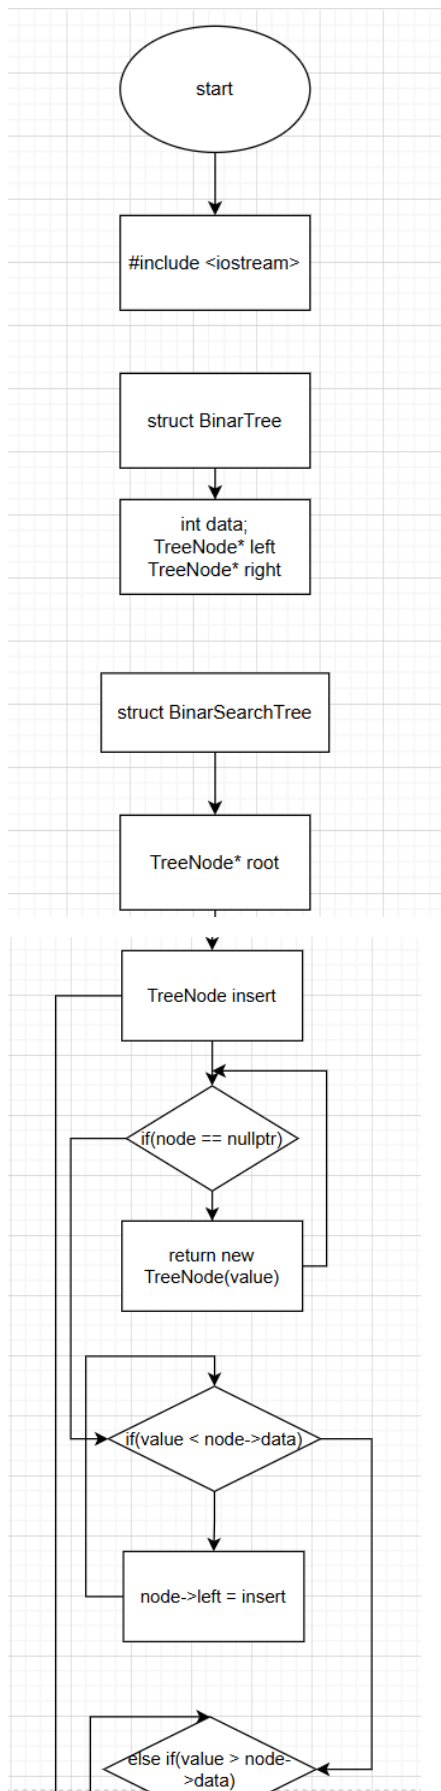 start
#include <iostream>
struct BinarTree
int data;
TreeNode* left
TreeNode* right
struct BinarSearchTree
TreeNode* root
TreeNode insert
if(node == nullptr)
return new
TreeNode(value)
if(value < node->data)
node->left = insert
else if(value > node-
>data)